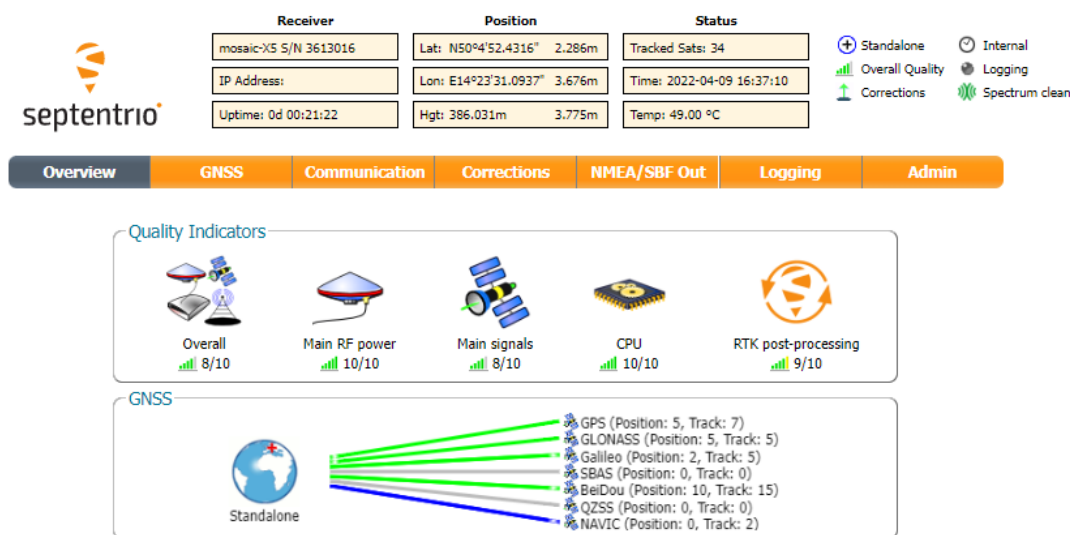 Receiver Position Status
mosaic-X5 S/N 3613016 Lat: N50°4'52.4316" 2.286m Tracked Sats: 34 Standalone Internal
IP Address: Lon: E14°23'31.0937" 3.676m Time: 2022-04-09 16:37:10 Overall Quality Logging
Uptime: 0d 00:21:22 Hgt: 386.031m 3.775m Temp: 49.00 °C Corrections Spectrum clean
septentrio
Overview GNSS Communication Corrections NMEA/SBF Out Logging Admin
Quality Indicators
Overall Main RF power Main signals CPU RTK post-processing
8/10 10/10 8/10 10/10 9/10
GNSS
GPS (Position: 5, Track: 7)
GLONASS (Position: 5, Track: 5)
Galileo (Position: 2, Track: 5)
SBAS (Position: 0, Track: 0)
BeiDou (Position: 10, Track: 15)
QZSS (Position: 0, Track: 0)
NAVIC (Position: 0, Track: 2)
Standalone